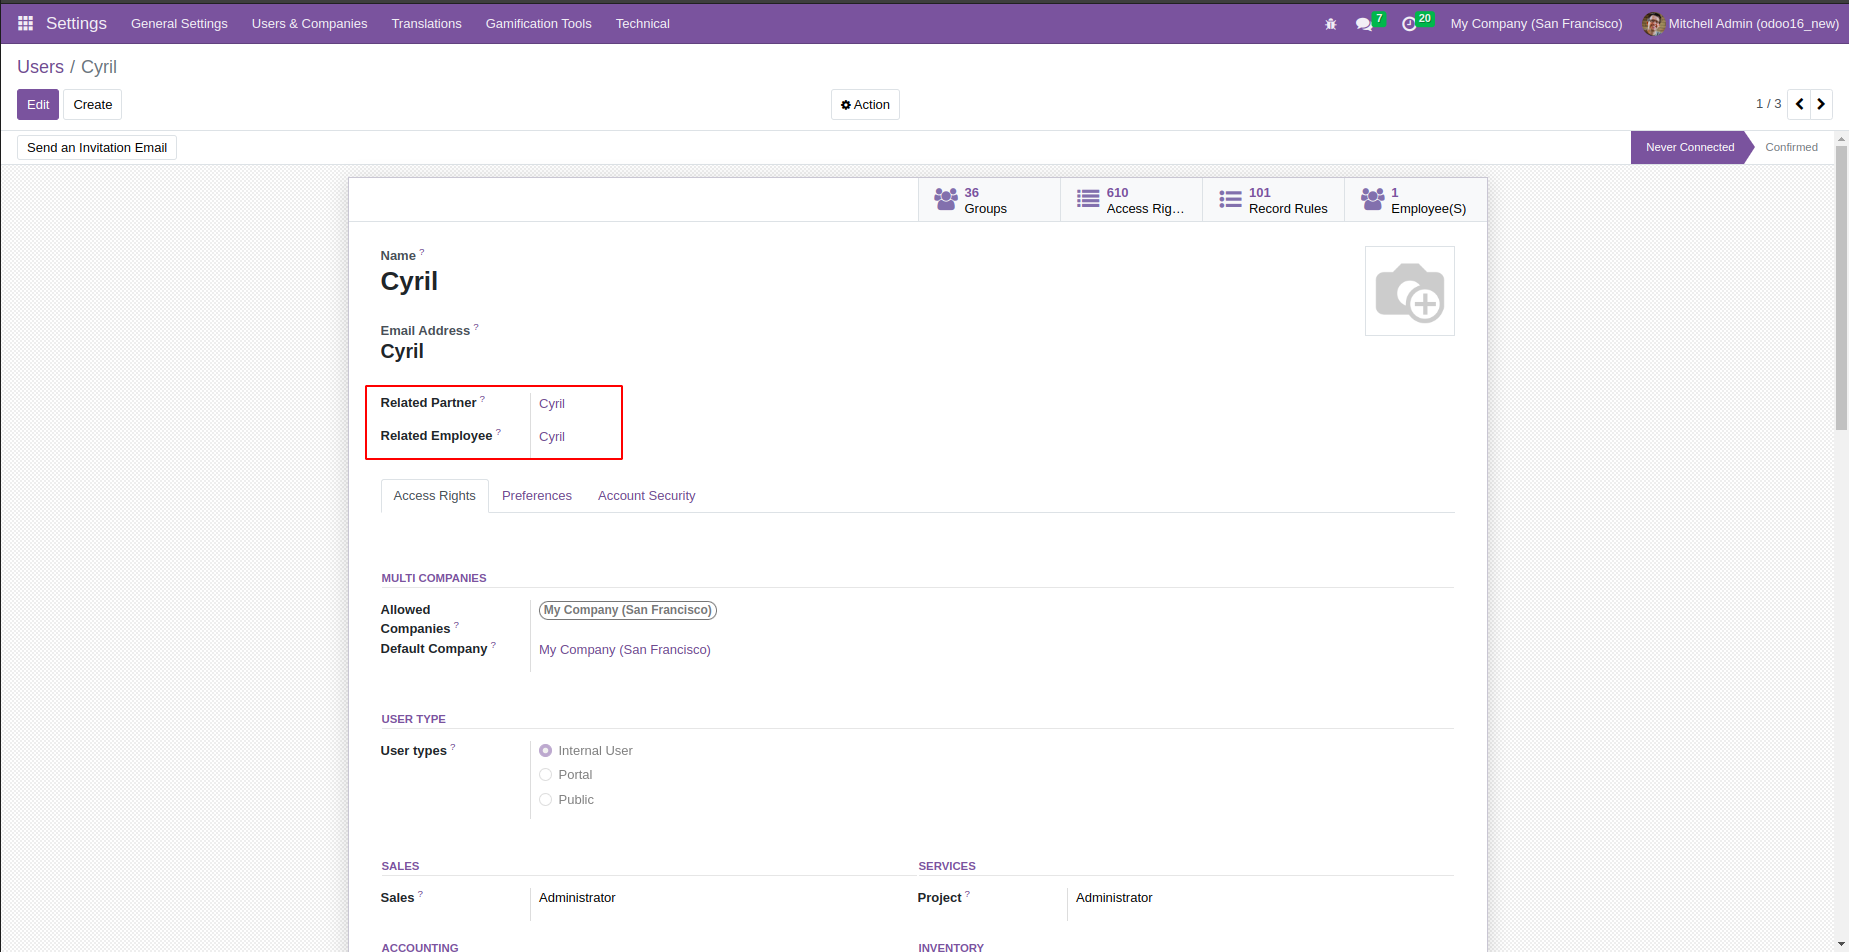 Settings General Settings Users & Companies Translations Gamification Tools Technical 7 20 My Company (San Francisco) Mitchell Admin (odoo16_new)
Users / Cyril
Edit Create Action 1 / 3
Send an Invitation Email Never Connected Confirmed
36 Groups
610 Access Rig…
101 Record Rules
1 Employee(S)
Name ?
Cyril
Email Address ?
Cyril
Related Partner ? Cyril
Related Employee ? Cyril
Access Rights Preferences Account Security
MULTI COMPANIES
Allowed
Companies ? My Company (San Francisco)
Default Company ? My Company (San Francisco)
USER TYPE
User types ? Internal User
Portal
Public
SALES SERVICES
Sales ? Administrator Project ? Administrator
ACCOUNTING INVENTORY